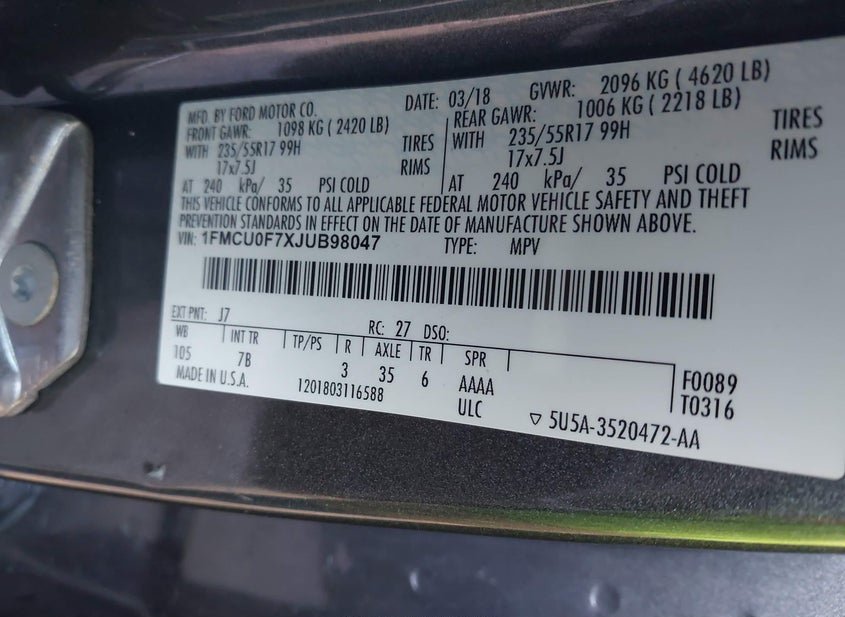 MFD. BY FORD MOTOR CO. DATE: 03/18 GVWR: 2096 KG ( 4620 LB)
FRONT GAWR: 1098 KG ( 2420 LB) REAR GAWR: 1006 KG ( 2218 LB)
WITH 235/55R17 99H TIRES WITH 235/55R17 99H TIRES
17x7.5J RIMS 17x7.5J RIMS
AT 240 kPa/ 35 PSI COLD AT 240 kPa/ 35 PSI COLD
THIS VEHICLE CONFORMS TO ALL APPLICABLE FEDERAL MOTOR VEHICLE SAFETY AND THEFT
PREVENTION STANDARDS IN EFFECT ON THE DATE OF MANUFACTURE SHOWN ABOVE.
VIN: 1FMCU0F7XJUB98047 TYPE: MPV
EXT PNT: J7 RC: 27 DSO:
WB INT TR TP/PS R AXLE TR SPR
105 7B 3 35 6 AAAA F0089
MADE IN U.S.A. 1201803116588 ULC T0316
▽ 5U5A-3520472-AA